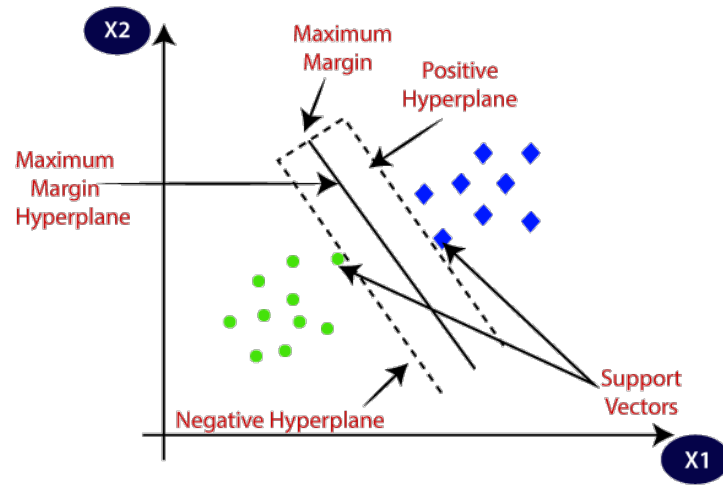 X2
Maximum
Margin
Positive
Hyperplane
Maximum
Margin
Hyperplane
Support
Vectors
Negative Hyperplane
X1